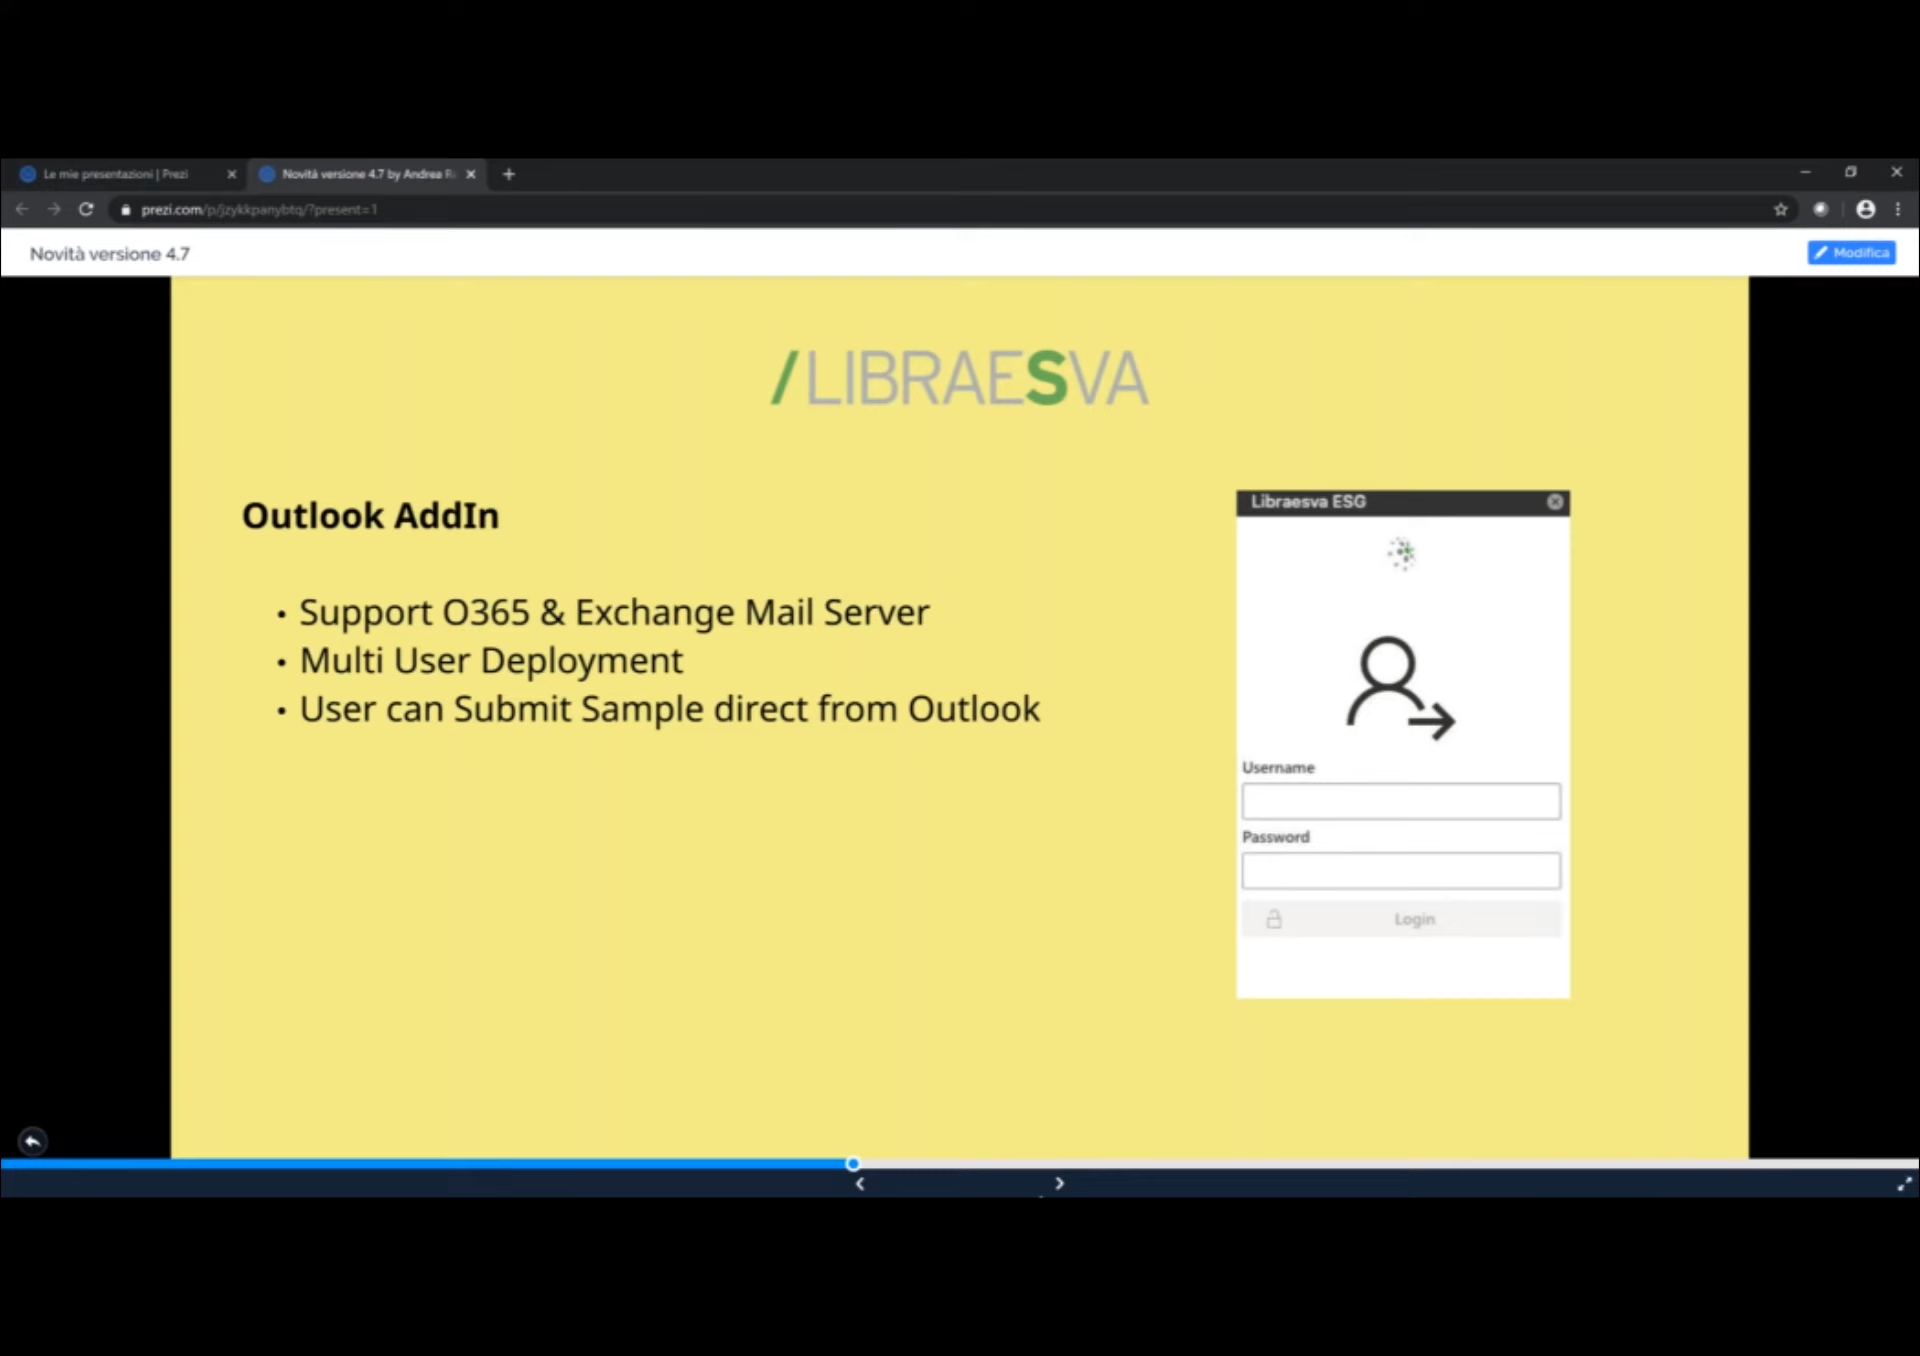 Le mie presentazioni | Prezi
Novità versione 4.7 by Andrea
prezi.com/p/jzykkpanybtq/?present=1
Novità versione 4.7
Modifica
/LIBRAESVA
Outlook AddIn
• Support O365 & Exchange Mail Server
• Multi User Deployment
• User can Submit Sample direct from Outlook
Libraesva ESG
Username
Password
Login